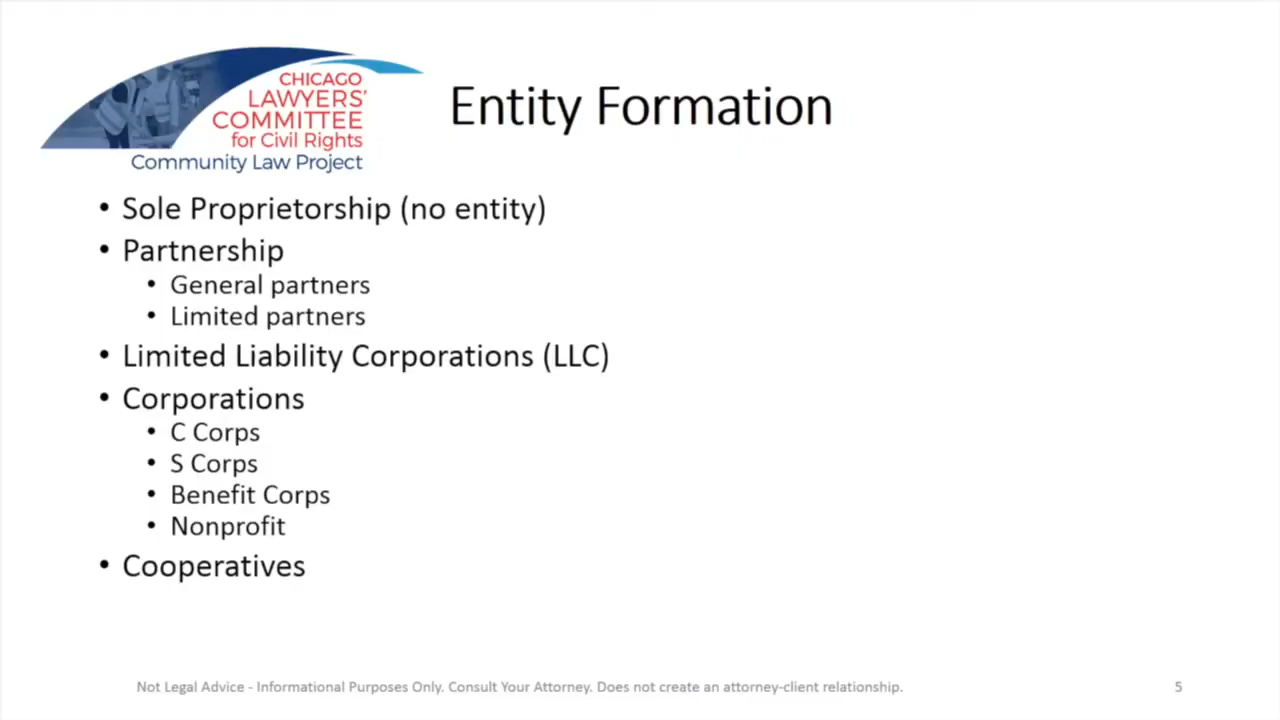 CHICAGO
LAWYERS'
COMMITTEE
for Civil Rights
Community Law Project
Entity Formation
• Sole Proprietorship (no entity)
• Partnership
• General partners
• Limited partners
• Limited Liability Corporations (LLC)
• Corporations
• C Corps
• S Corps
• Benefit Corps
• Nonprofit
• Cooperatives
Not Legal Advice - Informational Purposes Only. Consult Your Attorney. Does not create an attorney-client relationship.
5